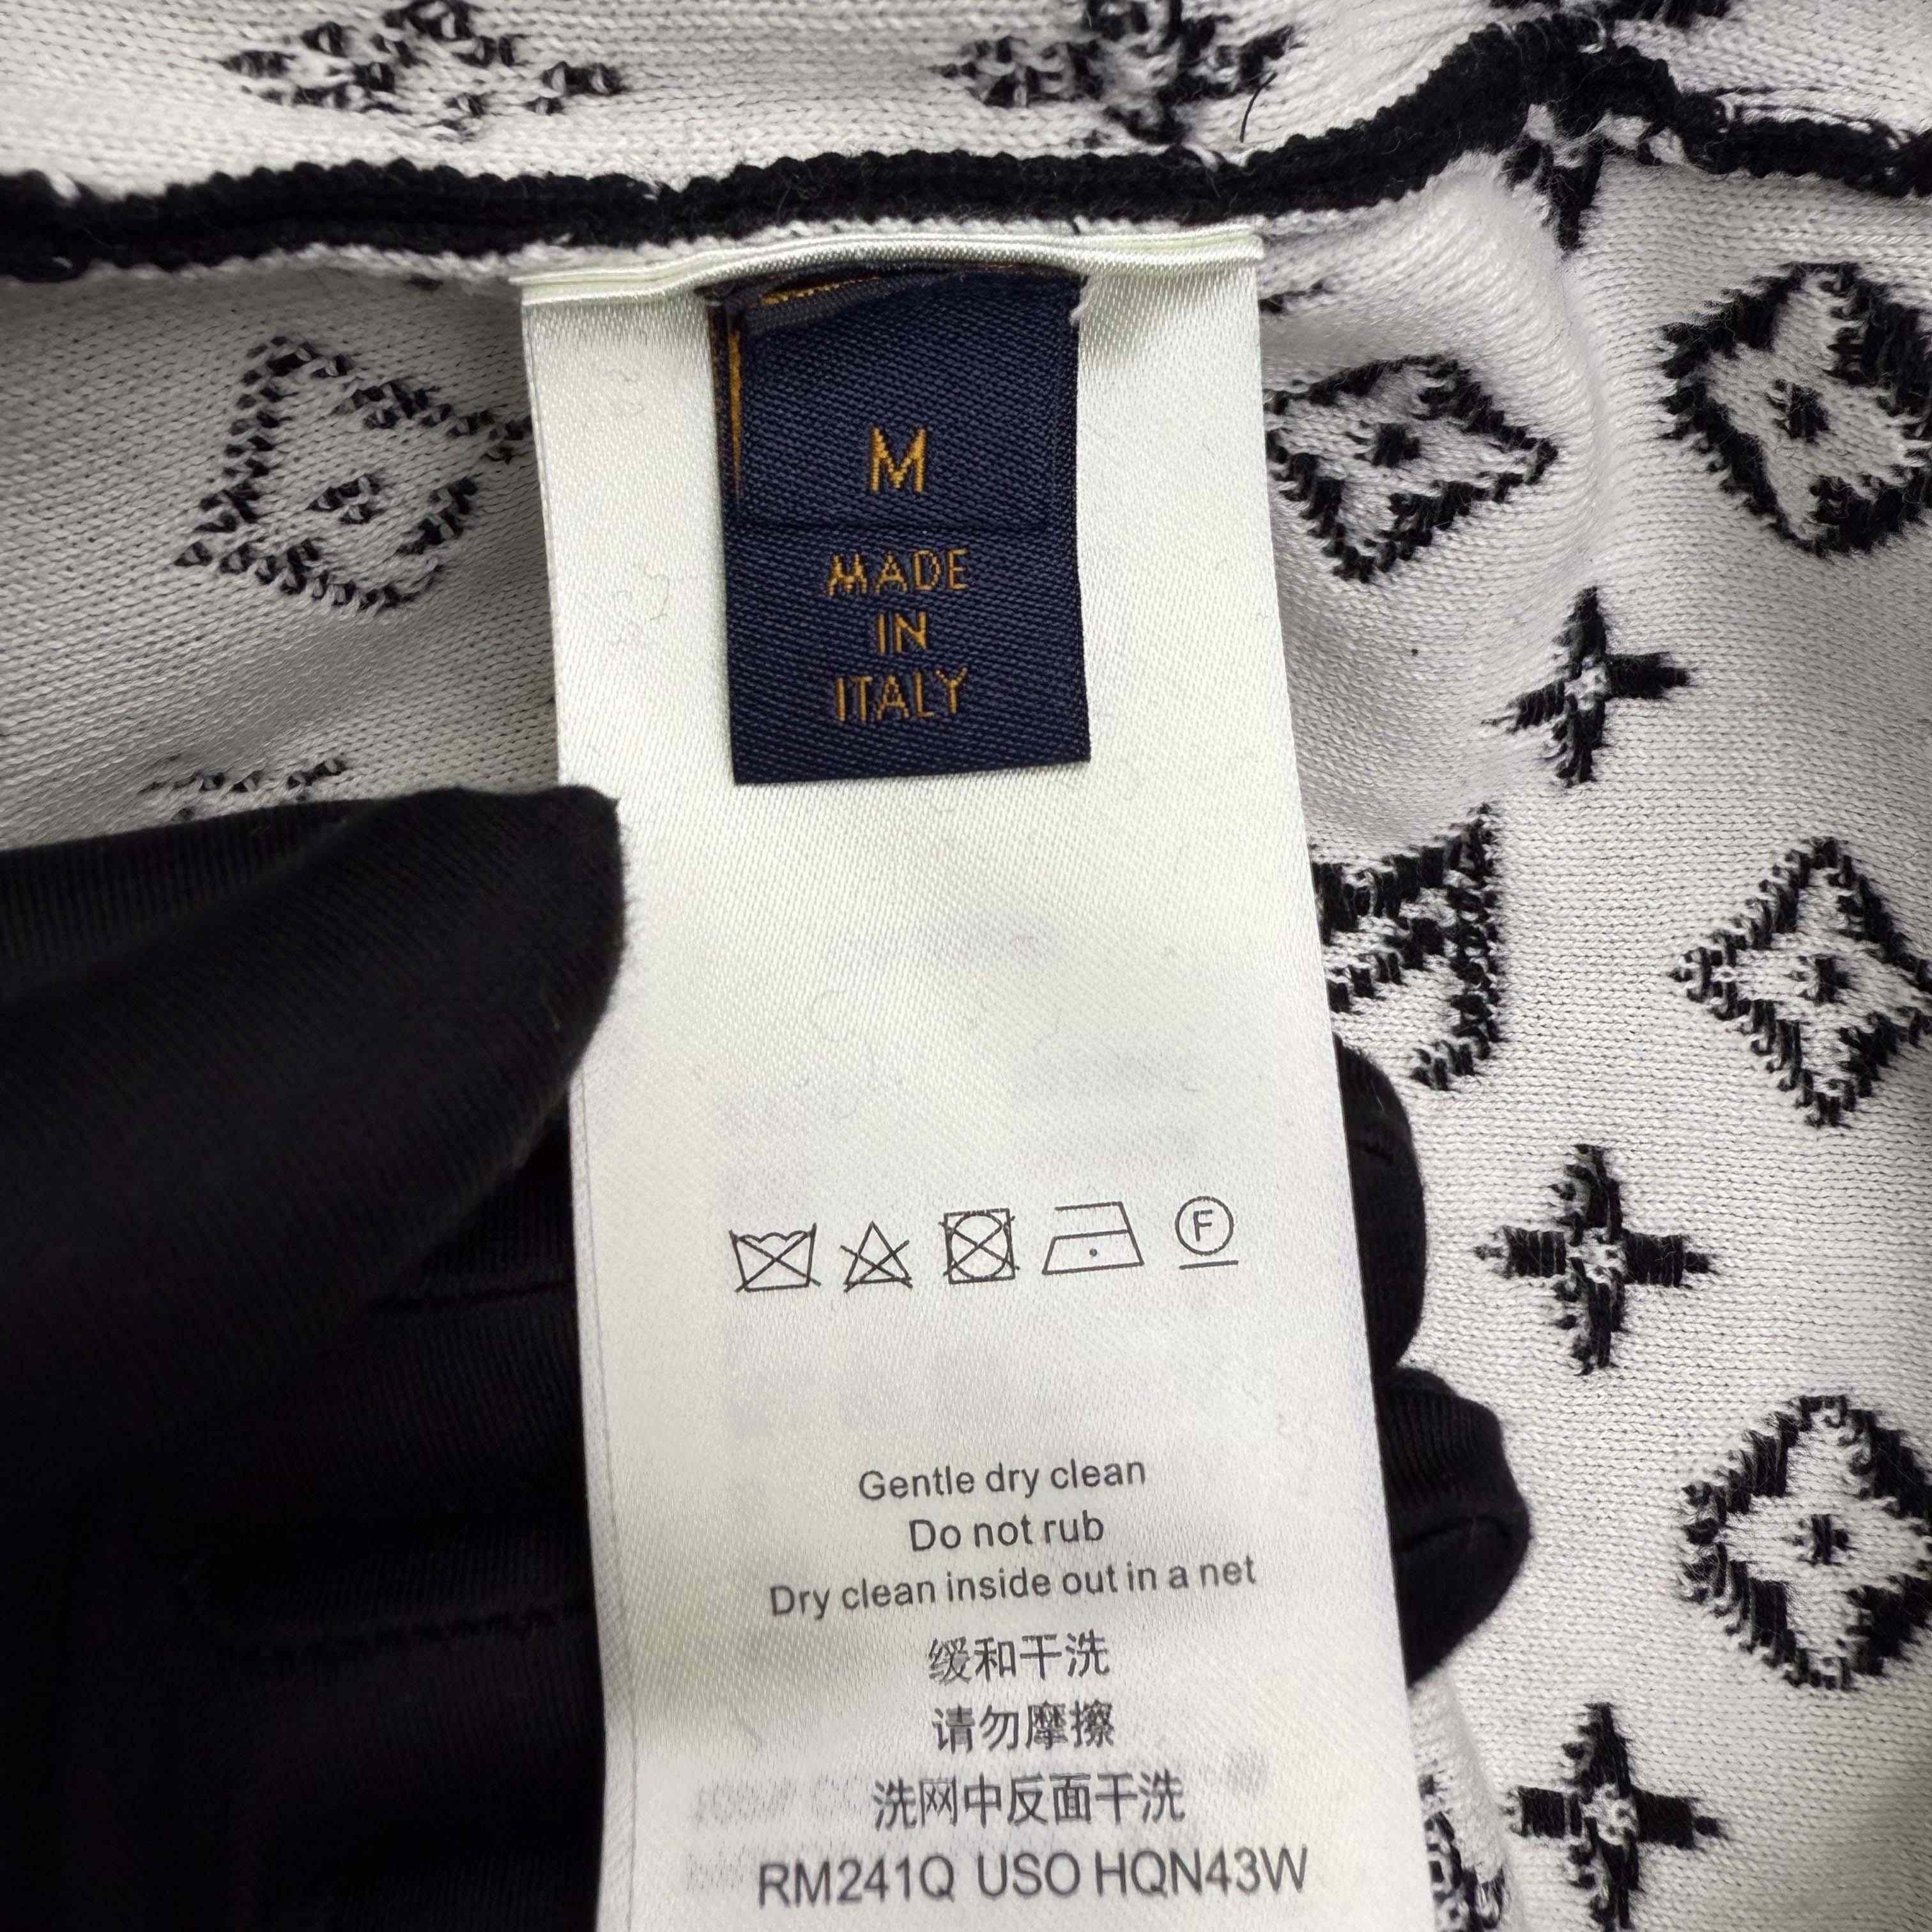 M
MADE
IN
ITALY
F
Gentle dry clean
Do not rub
Dry clean inside out in a net
缓和干洗
请勿摩擦
洗网中反面干洗
RM241Q USO HQN43W